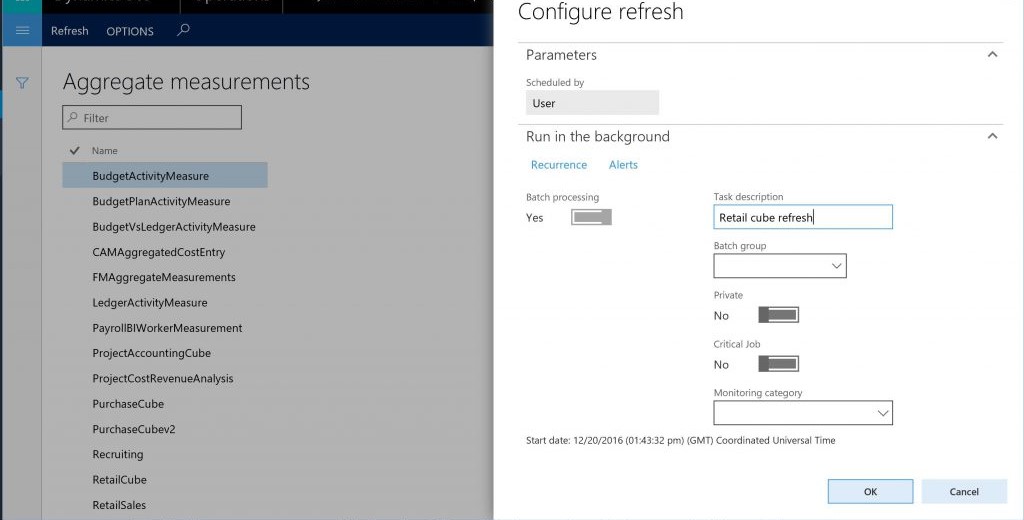 Refresh OPTIONS
Aggregate measurements
Filter
Name
BudgetActivityMeasure
BudgetPlanActivityMeasure
BudgetVsLedgerActivityMeasure
CAMAggregatedCostEntry
FMAggregateMeasurements
LedgerActivityMeasure
PayrollBIWorkerMeasurement
ProjectAccountingCube
ProjectCostRevenueAnalysis
PurchaseCube
PurchaseCubev2
Recruiting
RetailCube
RetailSales
Configure refresh
Parameters
Scheduled by
User
Run in the background
Recurrence Alerts
Batch processing
Yes
Task description
Retail cube refresh
Batch group
Private
No
Critical Job
No
Monitoring category
Start date: 12/20/2016 (01:43:32 pm) (GMT) Coordinated Universal Time
OK Cancel